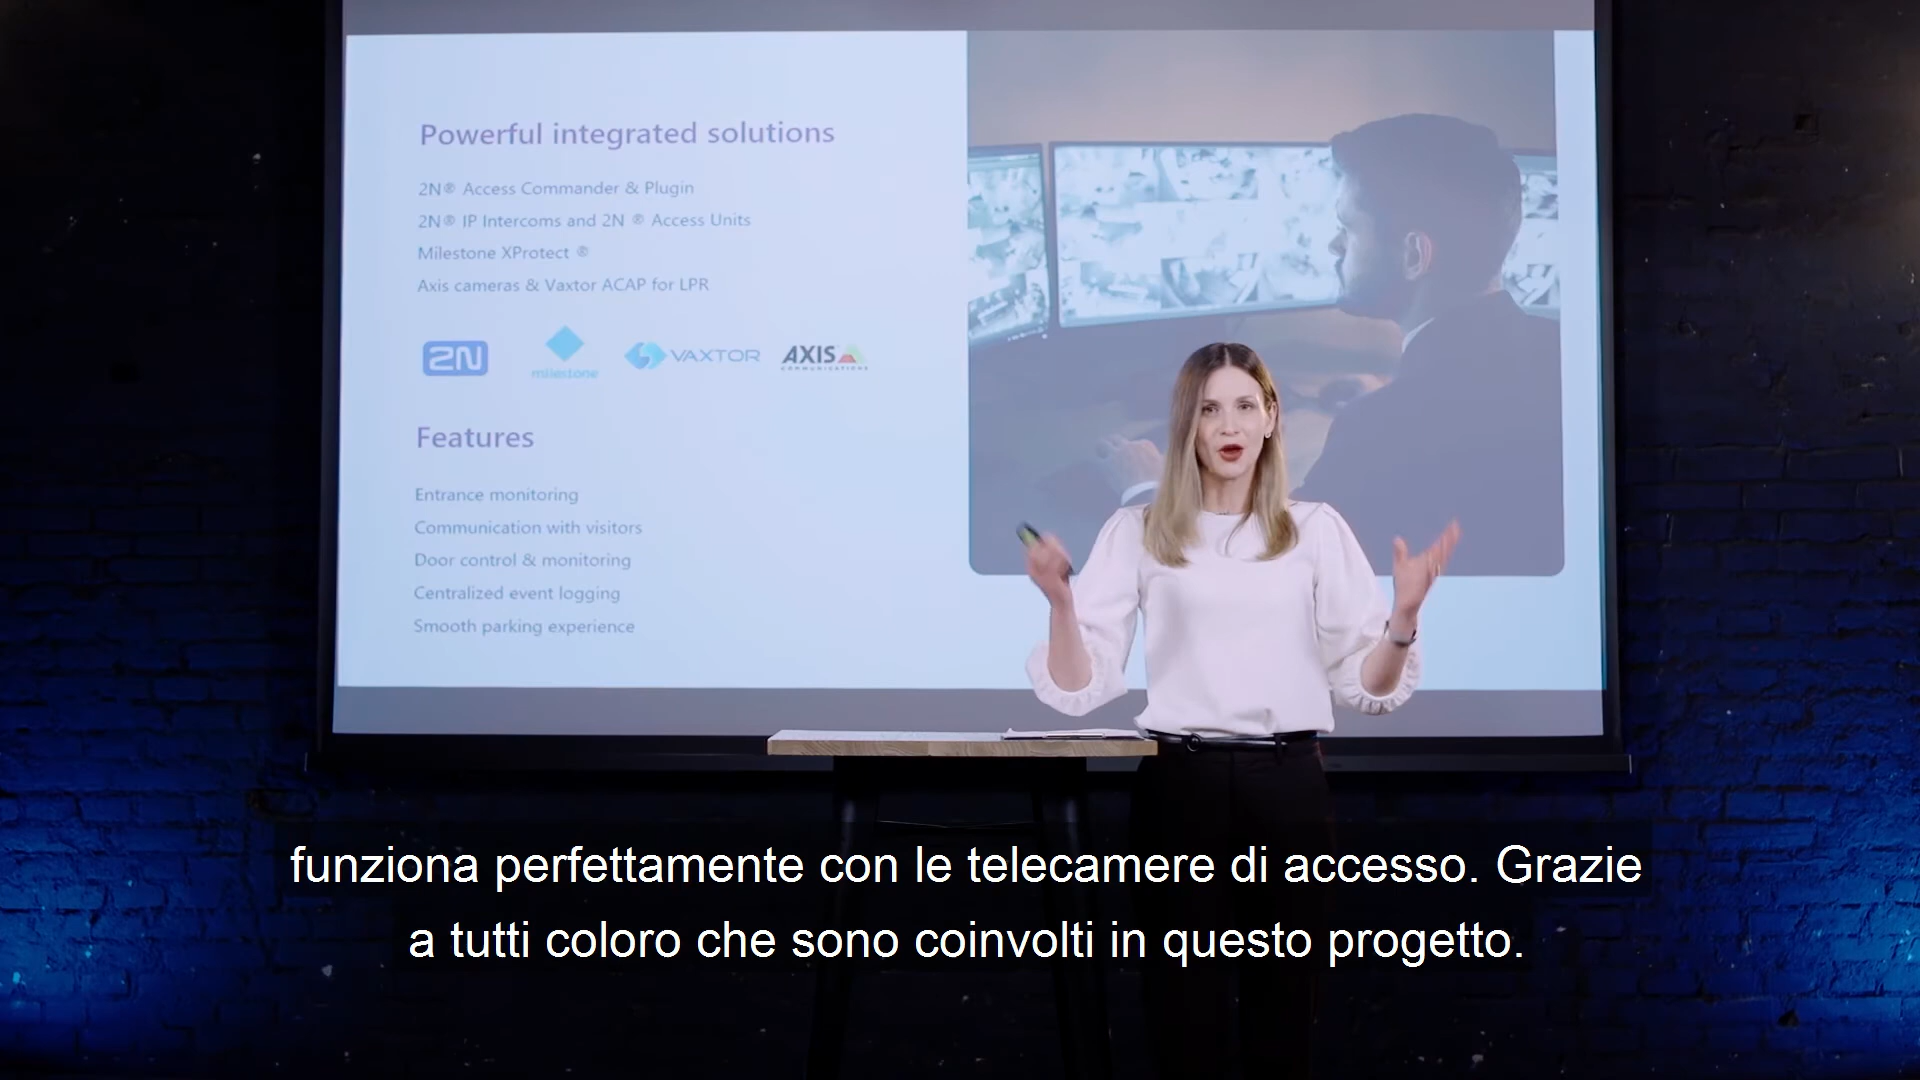 Powerful integrated solutions
2N® Access Commander & Plugin
2N® IP Intercoms and 2N ® Access Units
Milestone XProtect ®
Axis cameras & Vaxtor ACAP for LPR
2N
milestone
VAXTOR
AXIS
COMMUNICATIONS
Features
Entrance monitoring
Communication with visitors
Door control & monitoring
Centralized event logging
Smooth parking experience
funziona perfettamente con le telecamere di accesso. Grazie
a tutti coloro che sono coinvolti in questo progetto.